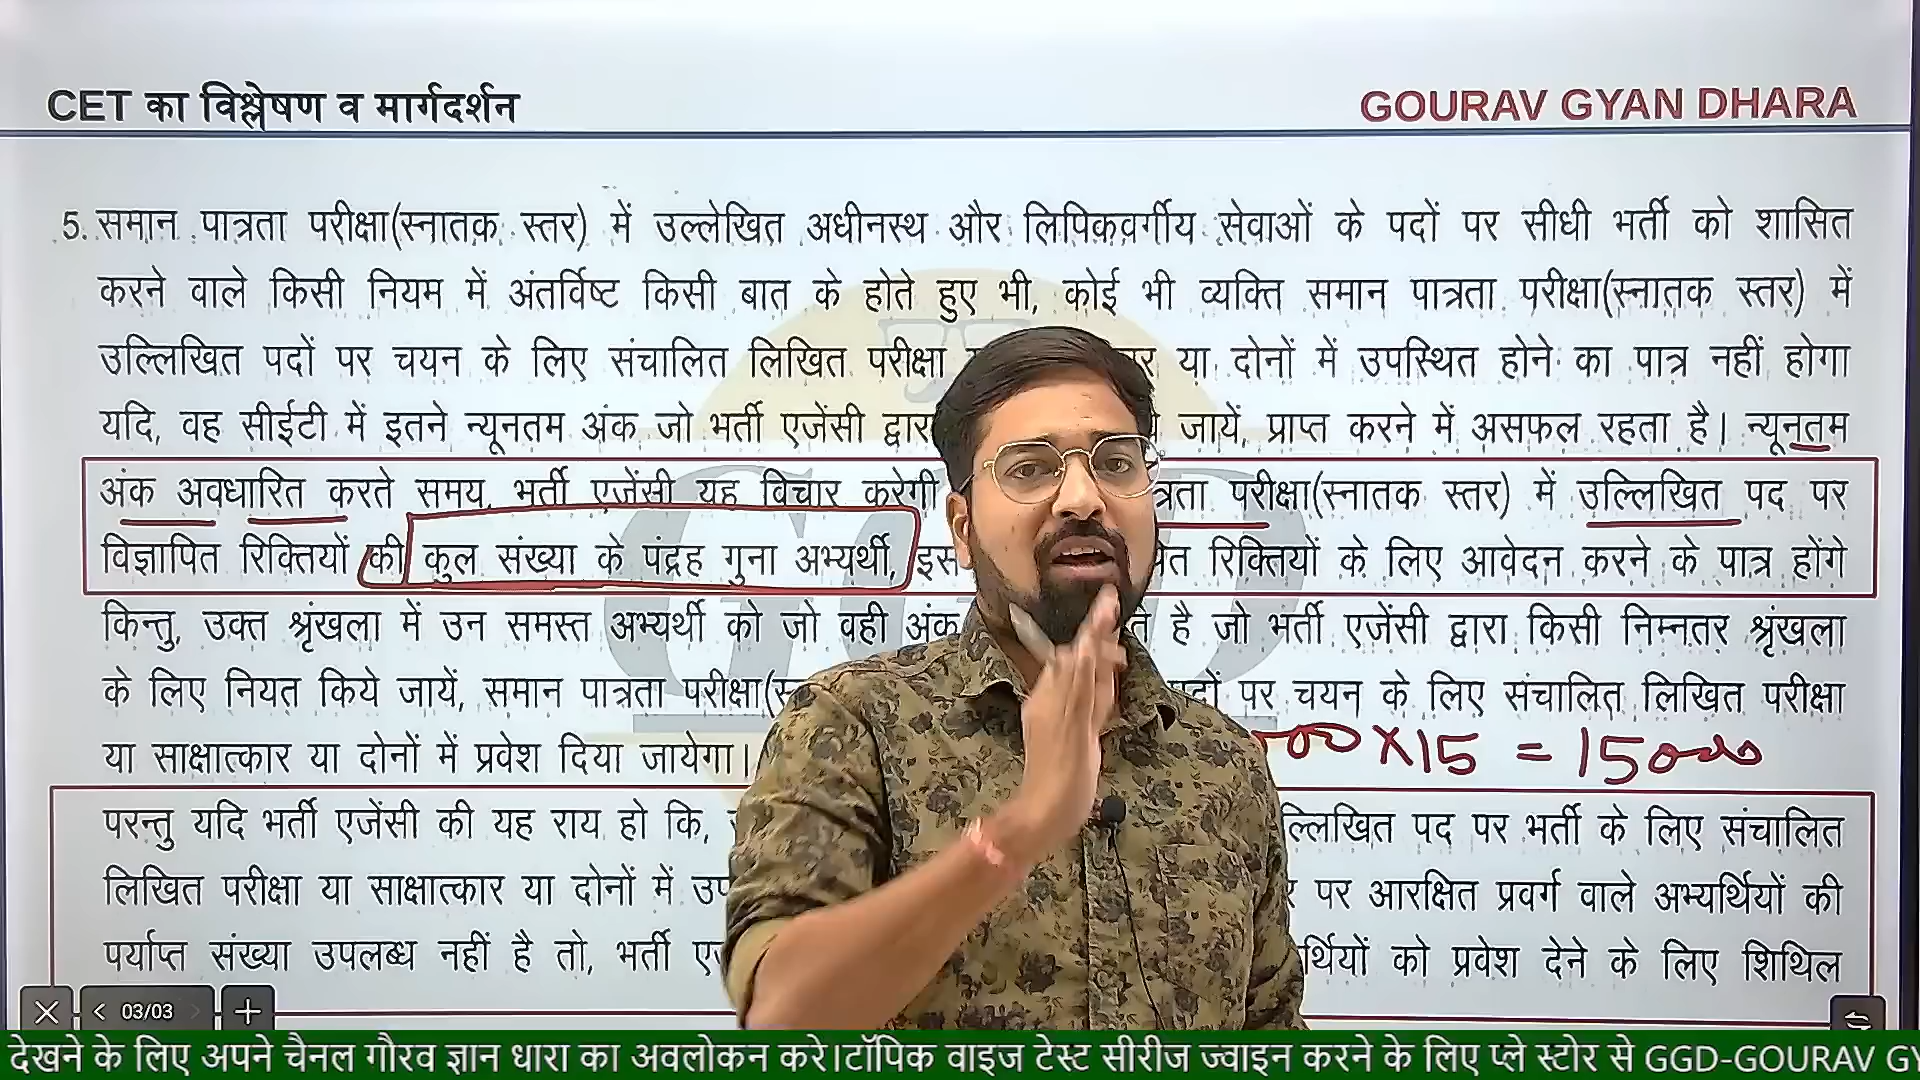 CET का विश्लेषण व मार्गदर्शन
GOURAV GYAN DHARA
5. समान पात्रता परीक्षा(स्नातक स्तर) में उल्लेखित अधीनस्थ और लिपिकवर्गीय सेवाओं के पदों पर सीधी भर्ती को शासित
करने वाले किसी नियम में अंतर्विष्ट किसी बात के होते हुए भी, कोई भी व्यक्ति समान पात्रता परीक्षा(स्नातक स्तर) में
उल्लिखित पदों पर चयन के लिए संचालित लिखित परीक्षा या दोनों में उपस्थित होने का पात्र नहीं होगा
यदि, वह सीईटी में इतने न्यूनतम अंक जो भर्ती एजेंसी जायें, प्राप्त करने में असफल रहता है। न्यूनतम
अंक अवधारित करते समय, भर्ती एजेंसी यह विचार करेगी परीक्षा(स्नातक स्तर) में उल्लिखित पद पर
विज्ञापित रिक्तियों की कुल संख्या के पंद्रह गुना अभ्यर्थी, रिक्तियों के लिए आवेदन करने के पात्र होंगे
किन्तु, उक्त श्रृंखला में उन समस्त अभ्यर्थी को जो वही अंक है जो भर्ती एजेंसी द्वारा किसी निम्नतर श्रृंखला
के लिए नियत किये जायें, समान पात्रता पर चयन के लिए संचालित लिखित परीक्षा
या साक्षात्कार या दोनों में प्रवेश दिया जायेगा।
×15 = 15000
परन्तु यदि भर्ती एजेंसी की यह राय हो कि, पद पर भर्ती के लिए संचालित
लिखित परीक्षा या साक्षात्कार या दोनों में पर आरक्षित प्रवर्ग वाले अभ्यर्थियों की
पर्याप्त संख्या उपलब्ध नहीं है तो, भर्ती को प्रवेश देने के लिए शिथिल
03/03
देखने के लिए अपने चैनल गौरव ज्ञान धारा का अवलोकन करे।टॉपिक वाइज टेस्ट सीरीज ज्वाइन करने के लिए प्ले स्टोर से GGD-GOURAV